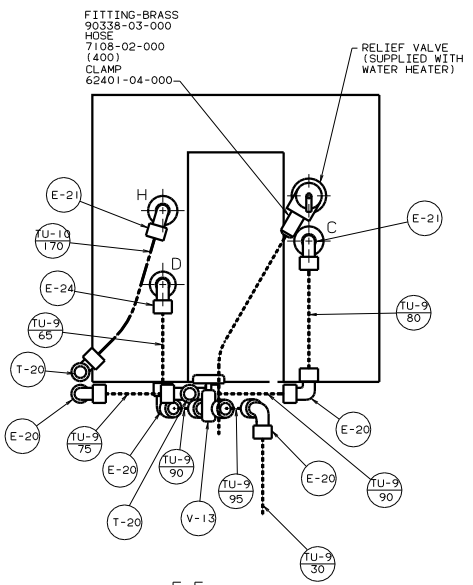 FITTING-BRASS
90338-03-000
HOSE
7108-02-000
(400)
CLAMP
62401-04-000
RELIEF VALVE
(SUPPLIED WITH
WATER HEATER)
E-21
H
C
E-21
TU-10
170
D
E-24
TU-9
65
TU-9
80
T-20
E-20
TU-9
75
E-20
TU-9
90
T-20
V-13
TU-9
95
E-20
E-20
TU-9
90
TU-9
30